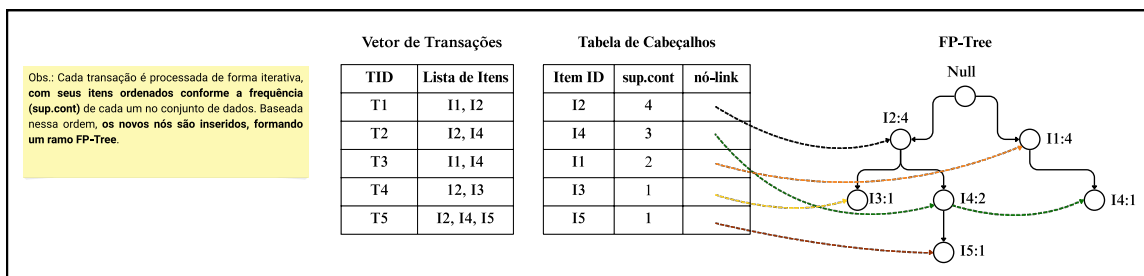 Vetor de Transações
Tabela de Cabeçalhos
FP-Tree
Obs.: Cada transação é processada de forma iterativa,
com seus itens ordenados conforme a frequência
(sup.cont) de cada um no conjunto de dados. Baseada
nessa ordem, os novos nós são inseridos, formando
um ramo FP-Tree.
TID Lista de Itens
T1 I1, I2
T2 I2, I4
T3 I1, I4
T4 I2, I3
T5 I2, I4, I5
Item ID sup.cont nó-link
I2 4
I4 3
I1 2
I3 1
I5 1
Null
I2:4
I1:4
I3:1
I4:2
I4:1
I5:1